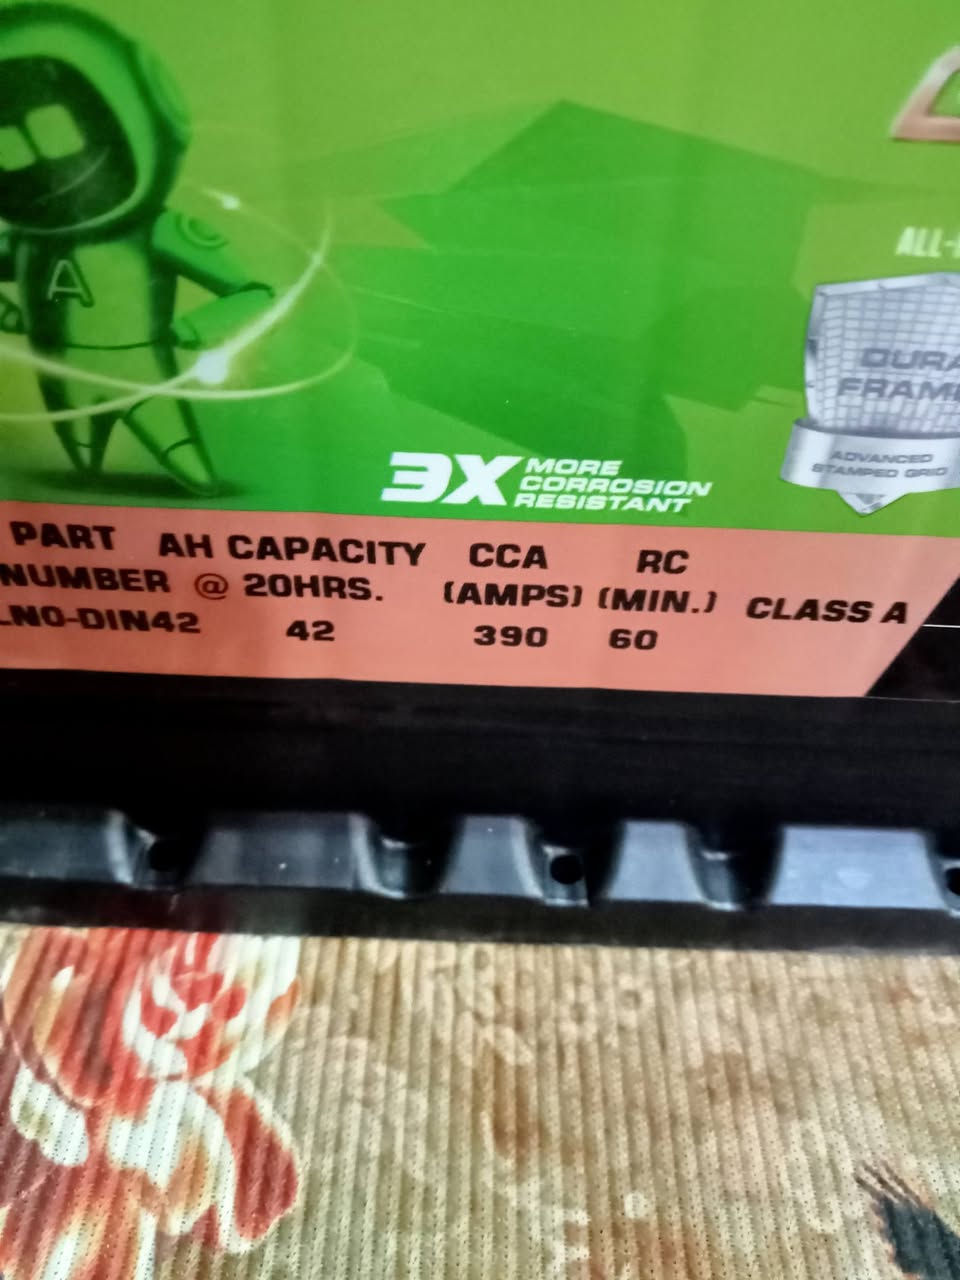 A
ALL-
DURA
FRAME
ADVANCED
STAMPED GRID
3X MORE
CORROSION
RESISTANT
PART AH CAPACITY CCA RC
NUMBER @ 20HRS. (AMPS) (MIN.) CLASS A
LNO-DIN42 42 390 60